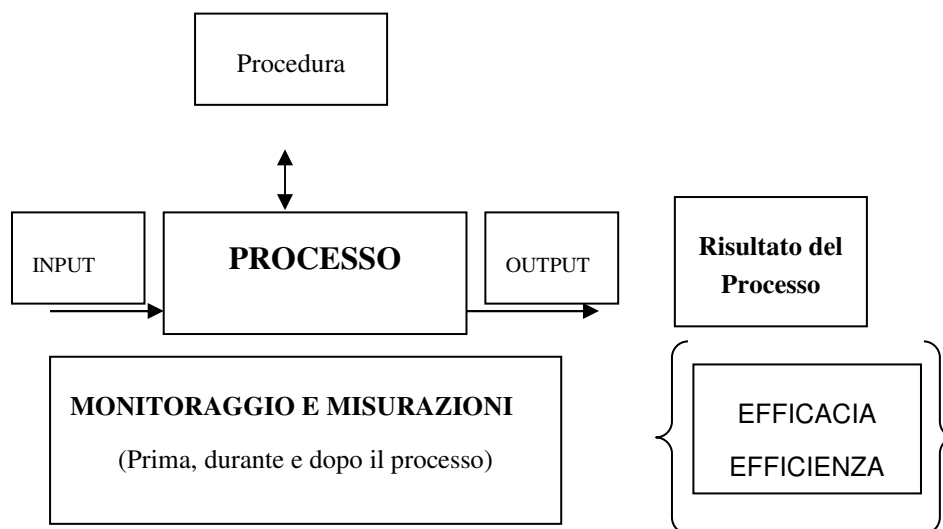 Procedura
INPUT
PROCESSO
OUTPUT
Risultato del
Processo
MONITORAGGIO E MISURAZIONI
(Prima, durante e dopo il processo)
EFFICACIA
EFFICIENZA